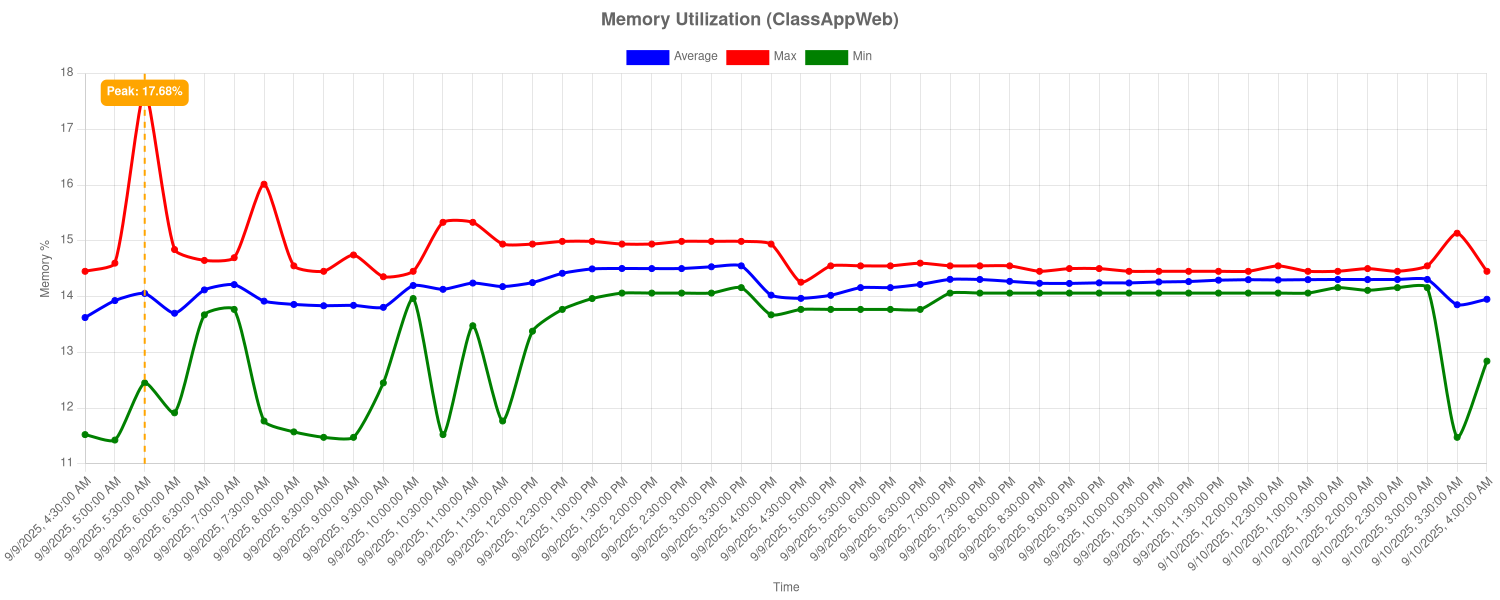 Memory Utilization (ClassAppWeb)
Average Max Min
Peak: 17.68%
18
17
16
15
14
13
12
11
Memory %
9/9/2025, 4:30:00 AM
9/9/2025, 5:00:00 AM
9/9/2025, 5:30:00 AM
9/9/2025, 6:00:00 AM
9/9/2025, 6:30:00 AM
9/9/2025, 7:00:00 AM
9/9/2025, 7:30:00 AM
9/9/2025, 8:00:00 AM
9/9/2025, 8:30:00 AM
9/9/2025, 9:00:00 AM
9/9/2025, 9:30:00 AM
9/9/2025, 10:00:00 AM
9/9/2025, 10:30:00 AM
9/9/2025, 11:00:00 AM
9/9/2025, 11:30:00 AM
9/9/2025, 12:00:00 PM
9/9/2025, 12:30:00 PM
9/9/2025, 1:00:00 PM
9/9/2025, 1:30:00 PM
9/9/2025, 2:00:00 PM
9/9/2025, 2:30:00 PM
9/9/2025, 3:00:00 PM
9/9/2025, 3:30:00 PM
9/9/2025, 4:00:00 PM
9/9/2025, 4:30:00 PM
9/9/2025, 5:00:00 PM
9/9/2025, 5:30:00 PM
9/9/2025, 6:00:00 PM
9/9/2025, 6:30:00 PM
9/9/2025, 7:00:00 PM
9/9/2025, 7:30:00 PM
9/9/2025, 8:00:00 PM
9/9/2025, 8:30:00 PM
9/9/2025, 9:00:00 PM
9/9/2025, 9:30:00 PM
9/9/2025, 10:00:00 PM
9/9/2025, 10:30:00 PM
9/9/2025, 11:00:00 PM
9/9/2025, 11:30:00 PM
9/10/2025, 12:00:00 AM
9/10/2025, 12:30:00 AM
9/10/2025, 1:00:00 AM
9/10/2025, 1:30:00 AM
9/10/2025, 2:00:00 AM
9/10/2025, 2:30:00 AM
9/10/2025, 3:00:00 AM
9/10/2025, 3:30:00 AM
9/10/2025, 4:00:00 AM
Time